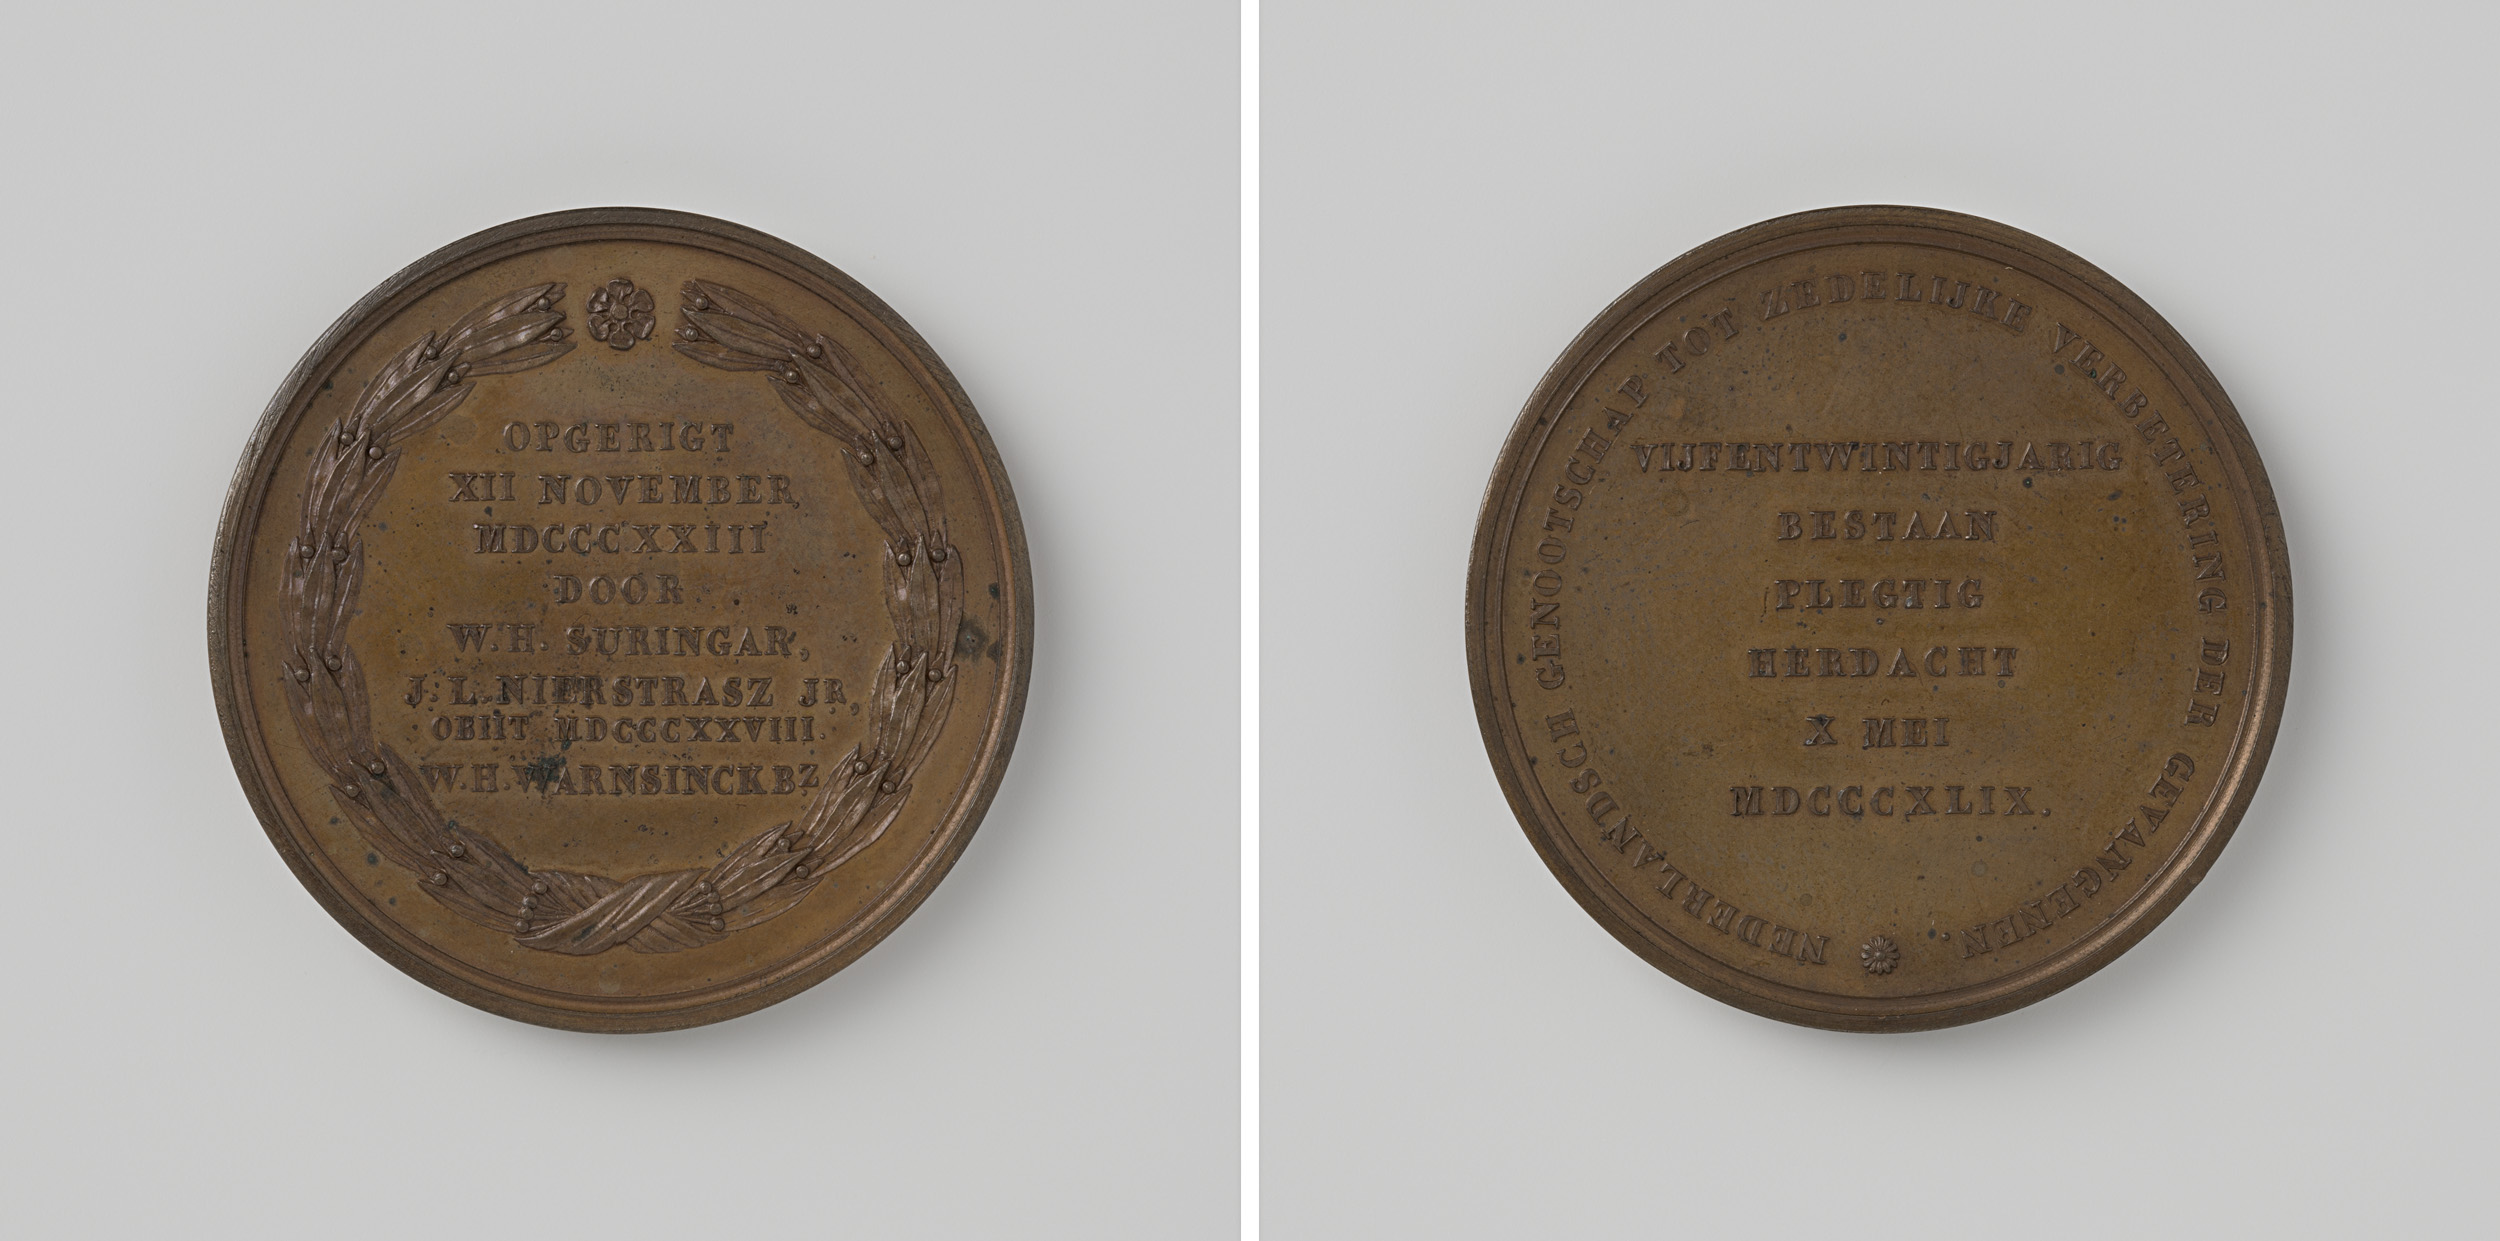 OPGERIGT
XII NOVEMBER
MDCCCXXIII
DOOR
W.H. SURINGAR,
J. L. NIERSTRASZ JR,
OBIIT MDCCCXXVIII.
W.H. WARNSINCK BZ
NEDERLANDSCH GENOOTSCHAP TOT ZEDELIJKE VERBETERING DER GEVANGENEN.
VIJFENTWINTIGJARIG
BESTAAN
PLEGTIG
HERDACHT
X MEI
MDCCCXLIX.